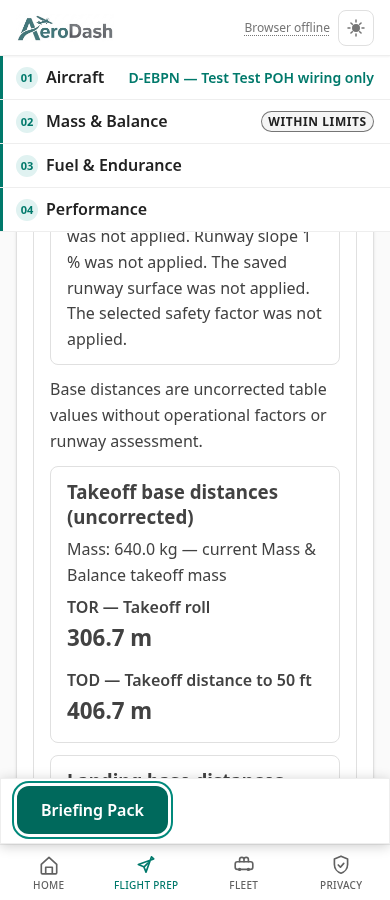 AeroDash
Browser offline
01 Aircraft D-EBPN — Test Test POH wiring only
02 Mass & Balance WITHIN LIMITS
03 Fuel & Endurance
04 Performance
was not applied. Runway slope 1
% was not applied. The saved
runway surface was not applied.
The selected safety factor was not
applied.
Base distances are uncorrected table
values without operational factors or
runway assessment.
Takeoff base distances
(uncorrected)
Mass: 640.0 kg — current Mass &
Balance takeoff mass
TOR — Takeoff roll
306.7 m
TOD — Takeoff distance to 50 ft
406.7 m
Landing base distances
Briefing Pack
HOME
FLIGHT PREP
FLEET
PRIVACY